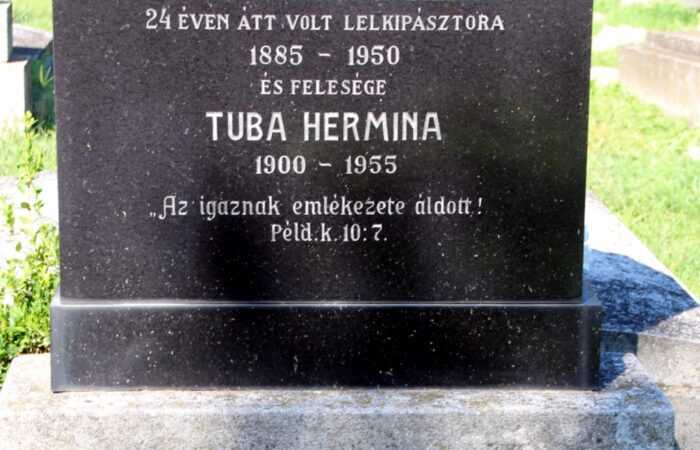 24 ÉVEN ÁTT VOLT LELKIPÁSZTORA
1885 - 1950
ÉS FELESÉGE
TUBA HERMINA
1900 - 1955
„Az igaznak emlékezete áldott!
Péld.k. 10:7.